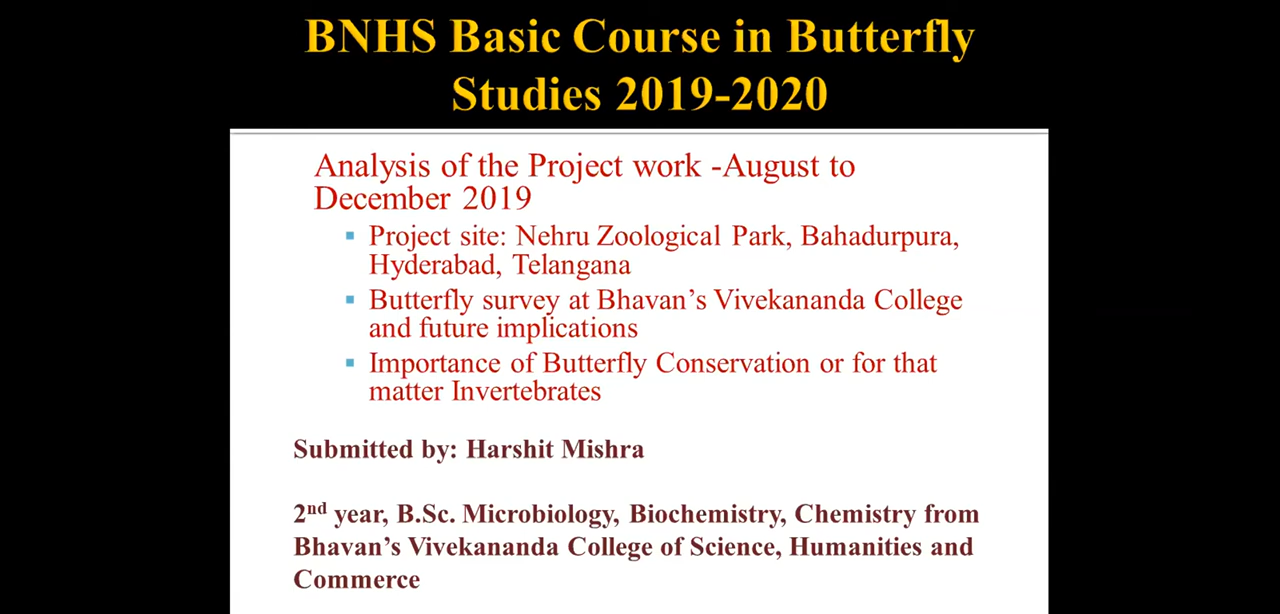 BNHS Basic Course in Butterfly
Studies 2019-2020
Analysis of the Project work -August to
December 2019
▪ Project site: Nehru Zoological Park, Bahadurpura,
Hyderabad, Telangana
▪ Butterfly survey at Bhavan’s Vivekananda College
and future implications
▪ Importance of Butterfly Conservation or for that
matter Invertebrates
Submitted by: Harshit Mishra
2nd year, B.Sc. Microbiology, Biochemistry, Chemistry from
Bhavan’s Vivekananda College of Science, Humanities and
Commerce